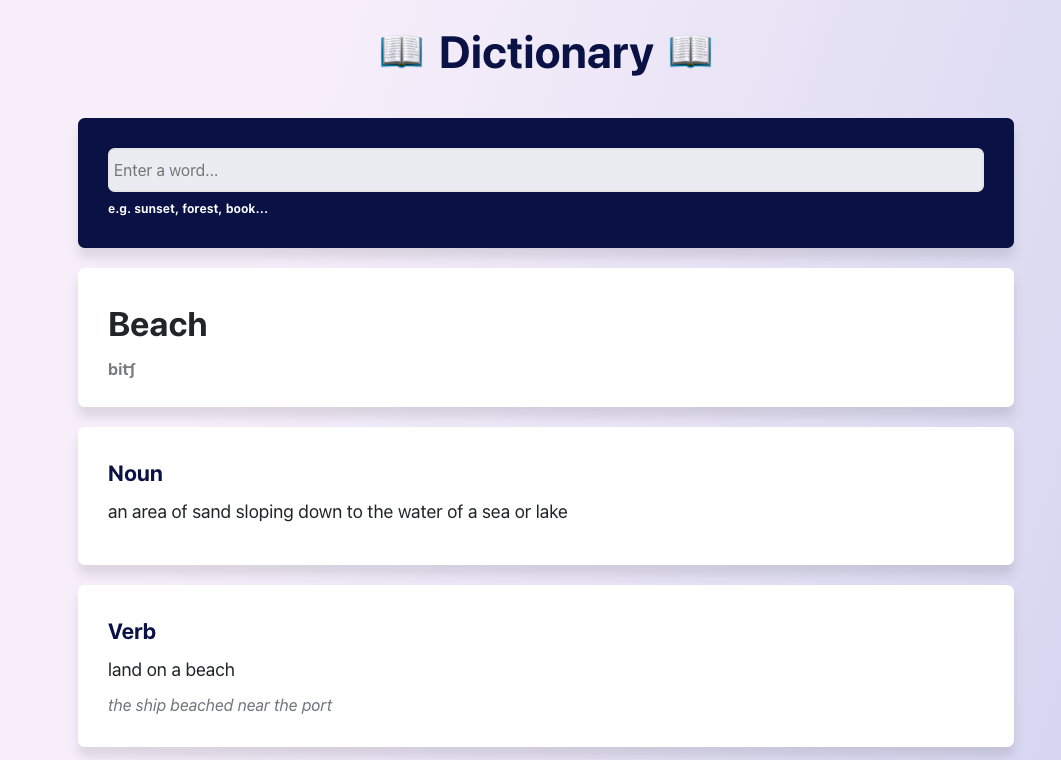 📖 Dictionary 📖
Enter a word...
e.g. sunset, forest, book...
Beach
bitʃ
Noun
an area of sand sloping down to the water of a sea or lake
Verb
land on a beach
the ship beached near the port